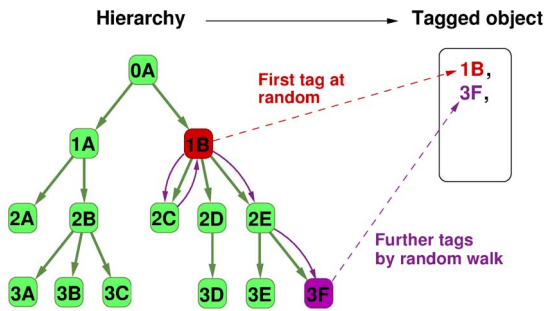 Hierarchy
Tagged object
0A
1B,
3F,
First tag at
random
1A
1B
2A
2B
2C
2D
2E
Further tags
by random walk
3A
3B
3C
3D
3E
3F